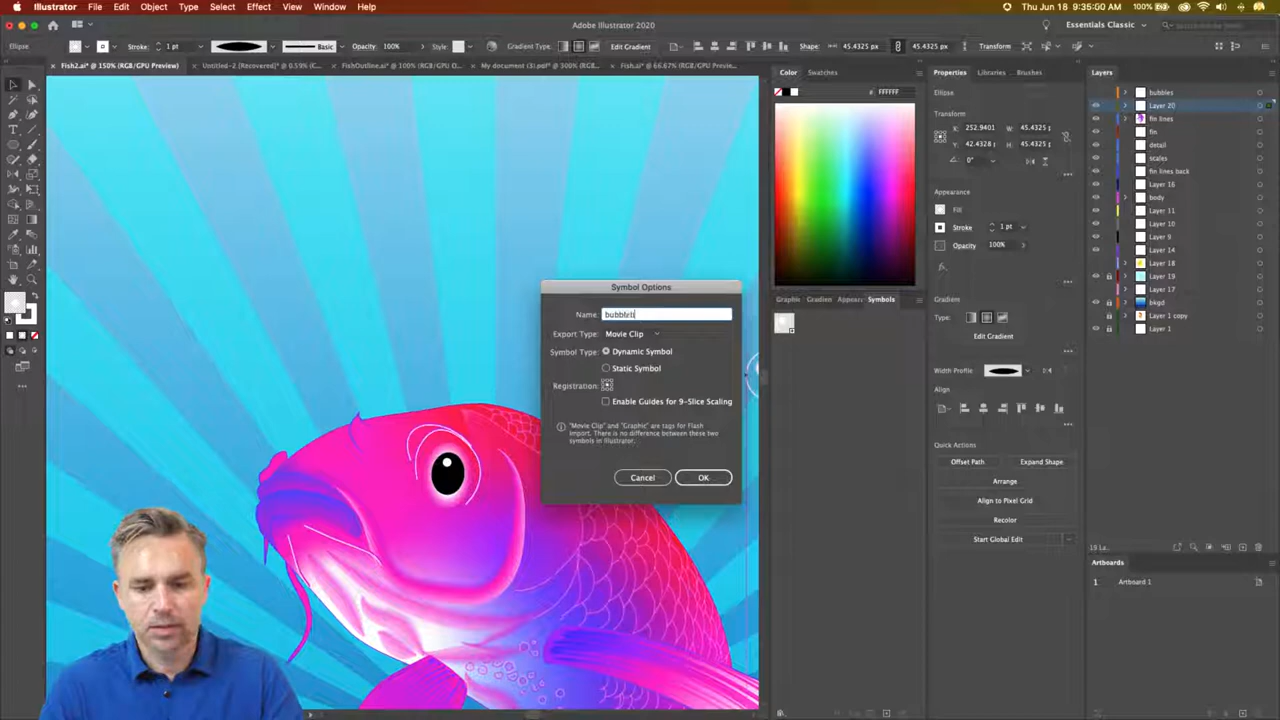 Illustrator File Edit Object Type Select Effect View Window Help
100% Thu Jun 18 9:35:00 AM
Adobe Illustrator 2020
Essentials Classic
Ellipse Stroke: 1 pt Basic Opacity: 100% Style: Gradient Type: Edit Gradient Shape: 45.4325 px 45.4325 px Transform
Fish2.ai* @ 150% (RGB/GPU Preview)
Untitled-2 [Recovered]* @ 0.59% (C...
FishOutline.ai* @ 100% (RGB/GPU O...
My document (3).pdf* @ 300% (RGB...
Fish.ai* @ 66.67% (RGB/GPU Previe...
Color Swatches
# FFFFFF
Graphic Gradient Appeara Symbols
Symbol Options
Name: 
Export Type: Movie Clip
Symbol Type: Dynamic Symbol
Static Symbol
Registration:
Enable Guides for 9-Slice Scaling
"Movie Clip" and "Graphic" are tags for Flash
import. There is no difference between these two
symbols in Illustrator.
Cancel OK
Properties Libraries Brushes
Ellipse
Transform
X: 252.9401 W: 45.4325
Y: 42.4328 H: 45.4325
0°
Appearance
Fill
Stroke 1 pt
Opacity 100%
fx
Gradient
Type:
Edit Gradient
Width Profile
Align
Quick Actions
Offset Path Expand Shape
Arrange
Align to Pixel Grid
Recolor
Start Global Edit
Layers
bubbles
Layer 20
fin lines
fin
detail
scales
fin lines back
Layer 16
body
Layer 11
Layer 10
Layer 9
Layer 14
Layer 18
Layer 19
Layer 17
bkgd
Layer 1 copy
Layer 1
19 La...
Artboards
1 Artboard 1